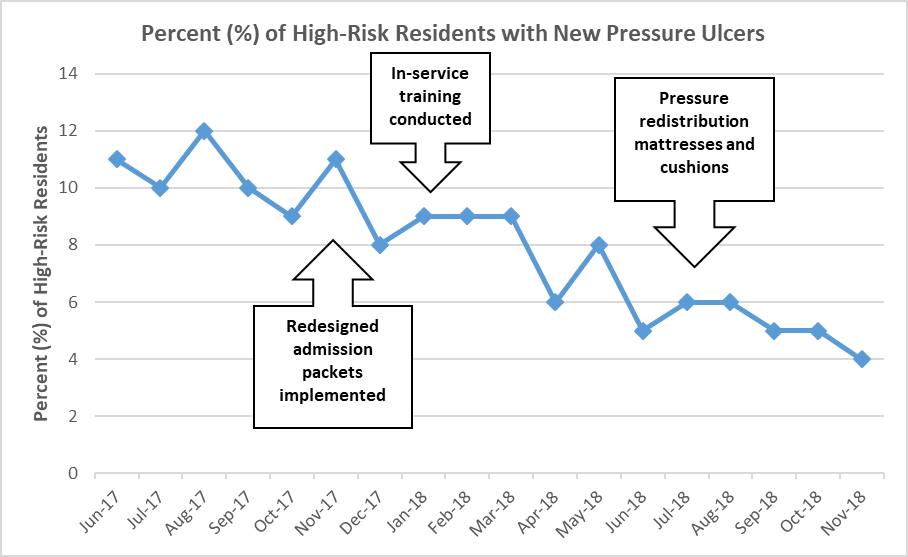 Percent (%) of High-Risk Residents with New Pressure Ulcers
Percent (%) of High-Risk Residents
14
12
10
8
6
4
2
0
In-service
training
conducted
Pressure
redistribution
mattresses and
cushions
Redesigned
admission
packets
implemented
Jun-17
Jul-17
Aug-17
Sep-17
Oct-17
Nov-17
Dec-17
Jan-18
Feb-18
Mar-18
Apr-18
May-18
Jun-18
Jul-18
Aug-18
Sep-18
Oct-18
Nov-18